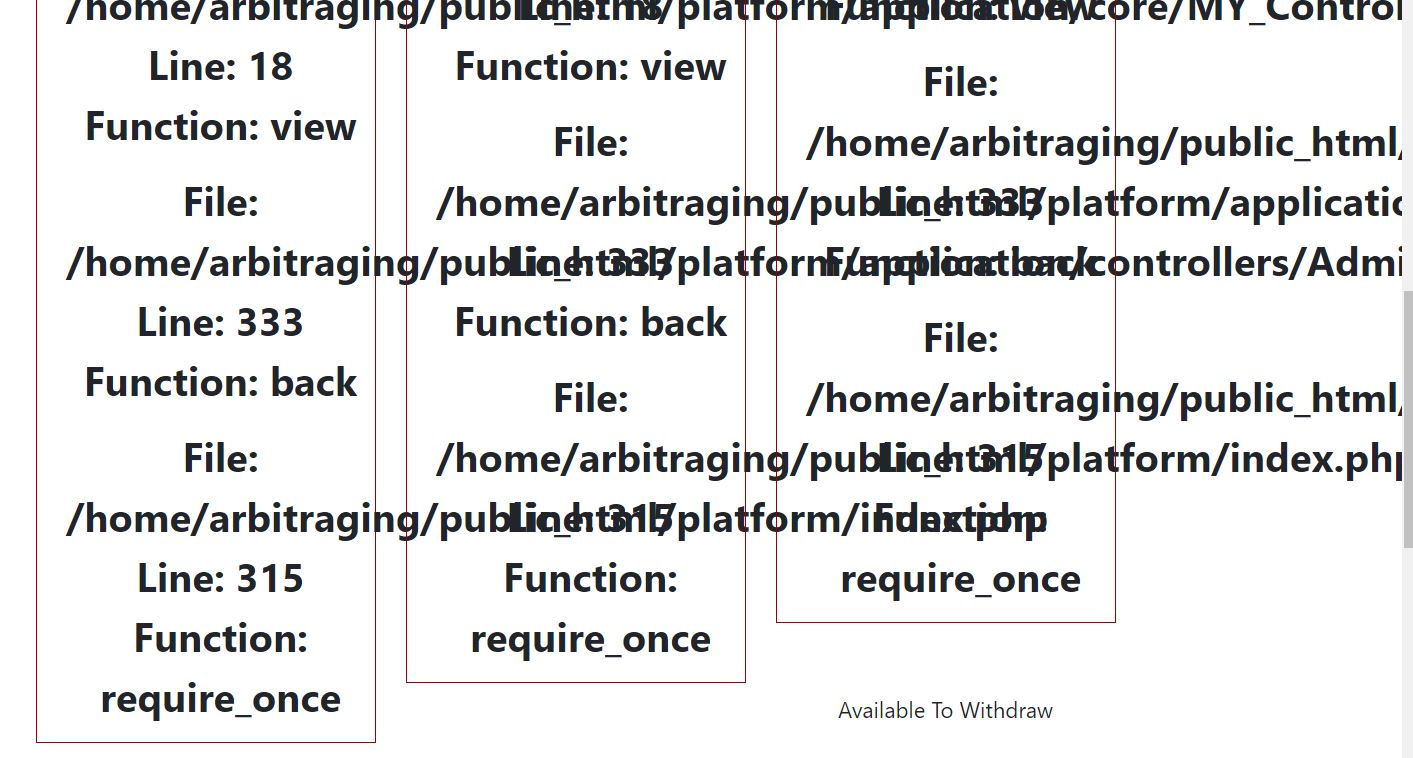 /home/arbitraging/public_html/platform/application/core/MY_Control
Line: 18
Function: view
File:
/home/arbitraging/public_html/platform/application/controllers/Admi
Line: 333
Function: back
File:
/home/arbitraging/public_html/platform/index.php
Line: 315
Function:
require_once
Line: 18
Function: view
File:
/home/arbitraging/public_html/platform/applicatio
Line: 333
Function: back
File:
/home/arbitraging/public_html/platform/index.php
Line: 315
Function:
require_once
Function: view
File:
/home/arbitraging/public_html/
Line: 333
Function: back
File:
/home/arbitraging/public_html/
Line: 315
Function:
require_once
Available To Withdraw